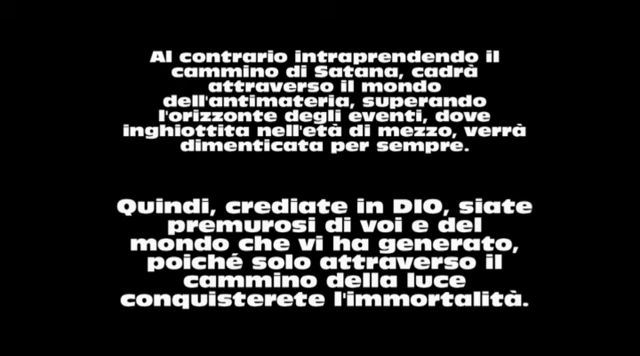 Al contrario intraprendendo il
cammino di Satana, cadrà
attraverso il mondo
dell'antimateria, superando
l'orizzonte degli eventi, dove
inghiottita nell'età di mezzo, verrà
dimenticata per sempre.
Quindi, crediate in DIO, siate
premurosi di voi e del
mondo che vi ha generato,
poiché solo attraverso il
cammino della luce
conquisterete l'immortalità.